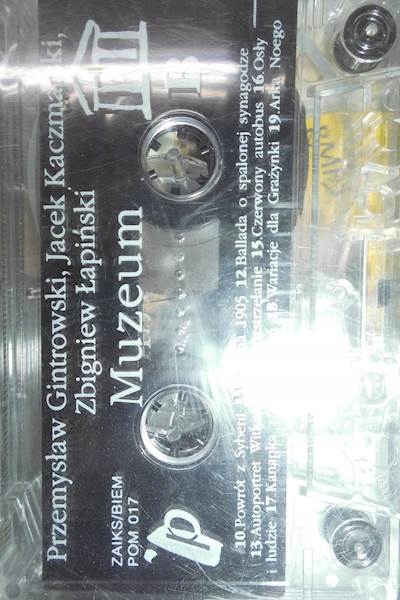 Przemysław Gintrowski, Jacek Kaczmarski,
Zbigniew Łapiński
Muzeum
B
ZAIKS/BIEM
POM 017
p
10.Powrót z Syberii 1905 12.Ballada o spalonej synagodze
13.Autoportret 15.Czerwony autobus 16.Osły
i ludzie 17.Kanapka 18.Wariacje dla Grażynki 19.Arka Noego